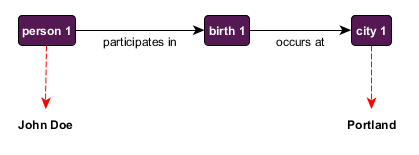 person 1
participates in
birth 1
occurs at
city 1
John Doe
Portland